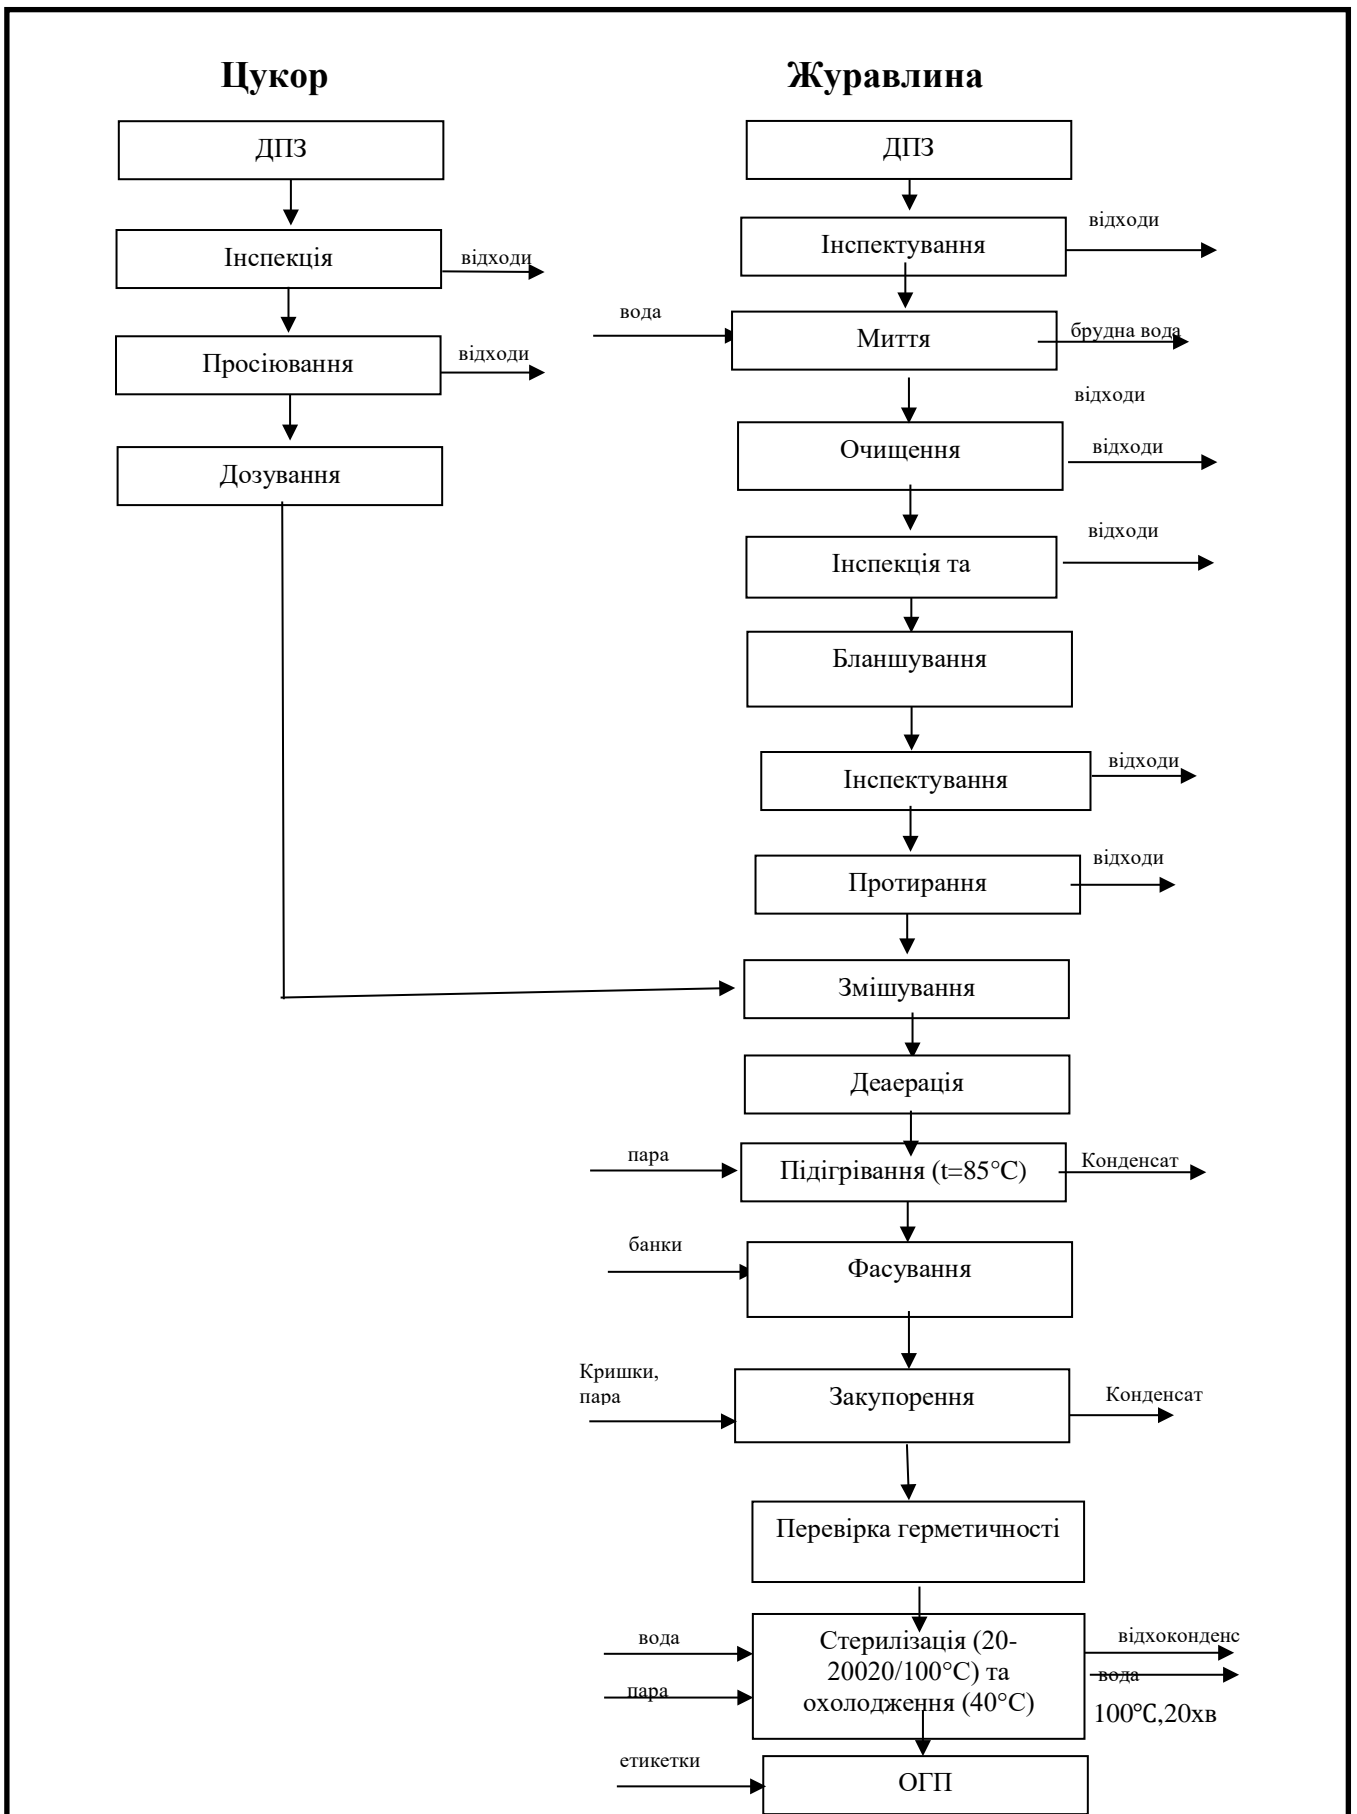 Цукор
Журавлина
ДПЗ
ДПЗ
Інспекція
відходи
Інспектування
відходи
Просіювання
відходи
вода
Миття
брудна вода
відходи
Дозування
Очищення
відходи
Інспекція та
відходи
Бланшування
Інспектування
відходи
Протирання
відходи
Змішування
Деаерація
пара
Підігрівання (t=85°C)
Конденсат
банки
Фасування
Кришки,
пара
Закупорення
Конденсат
Перевірка герметичності
вода
пара
Стерилізація (20-
20020/100°C) та
охолодження (40°C)
відхоконденс
вода
100℃,20хв
етикетки
ОГП